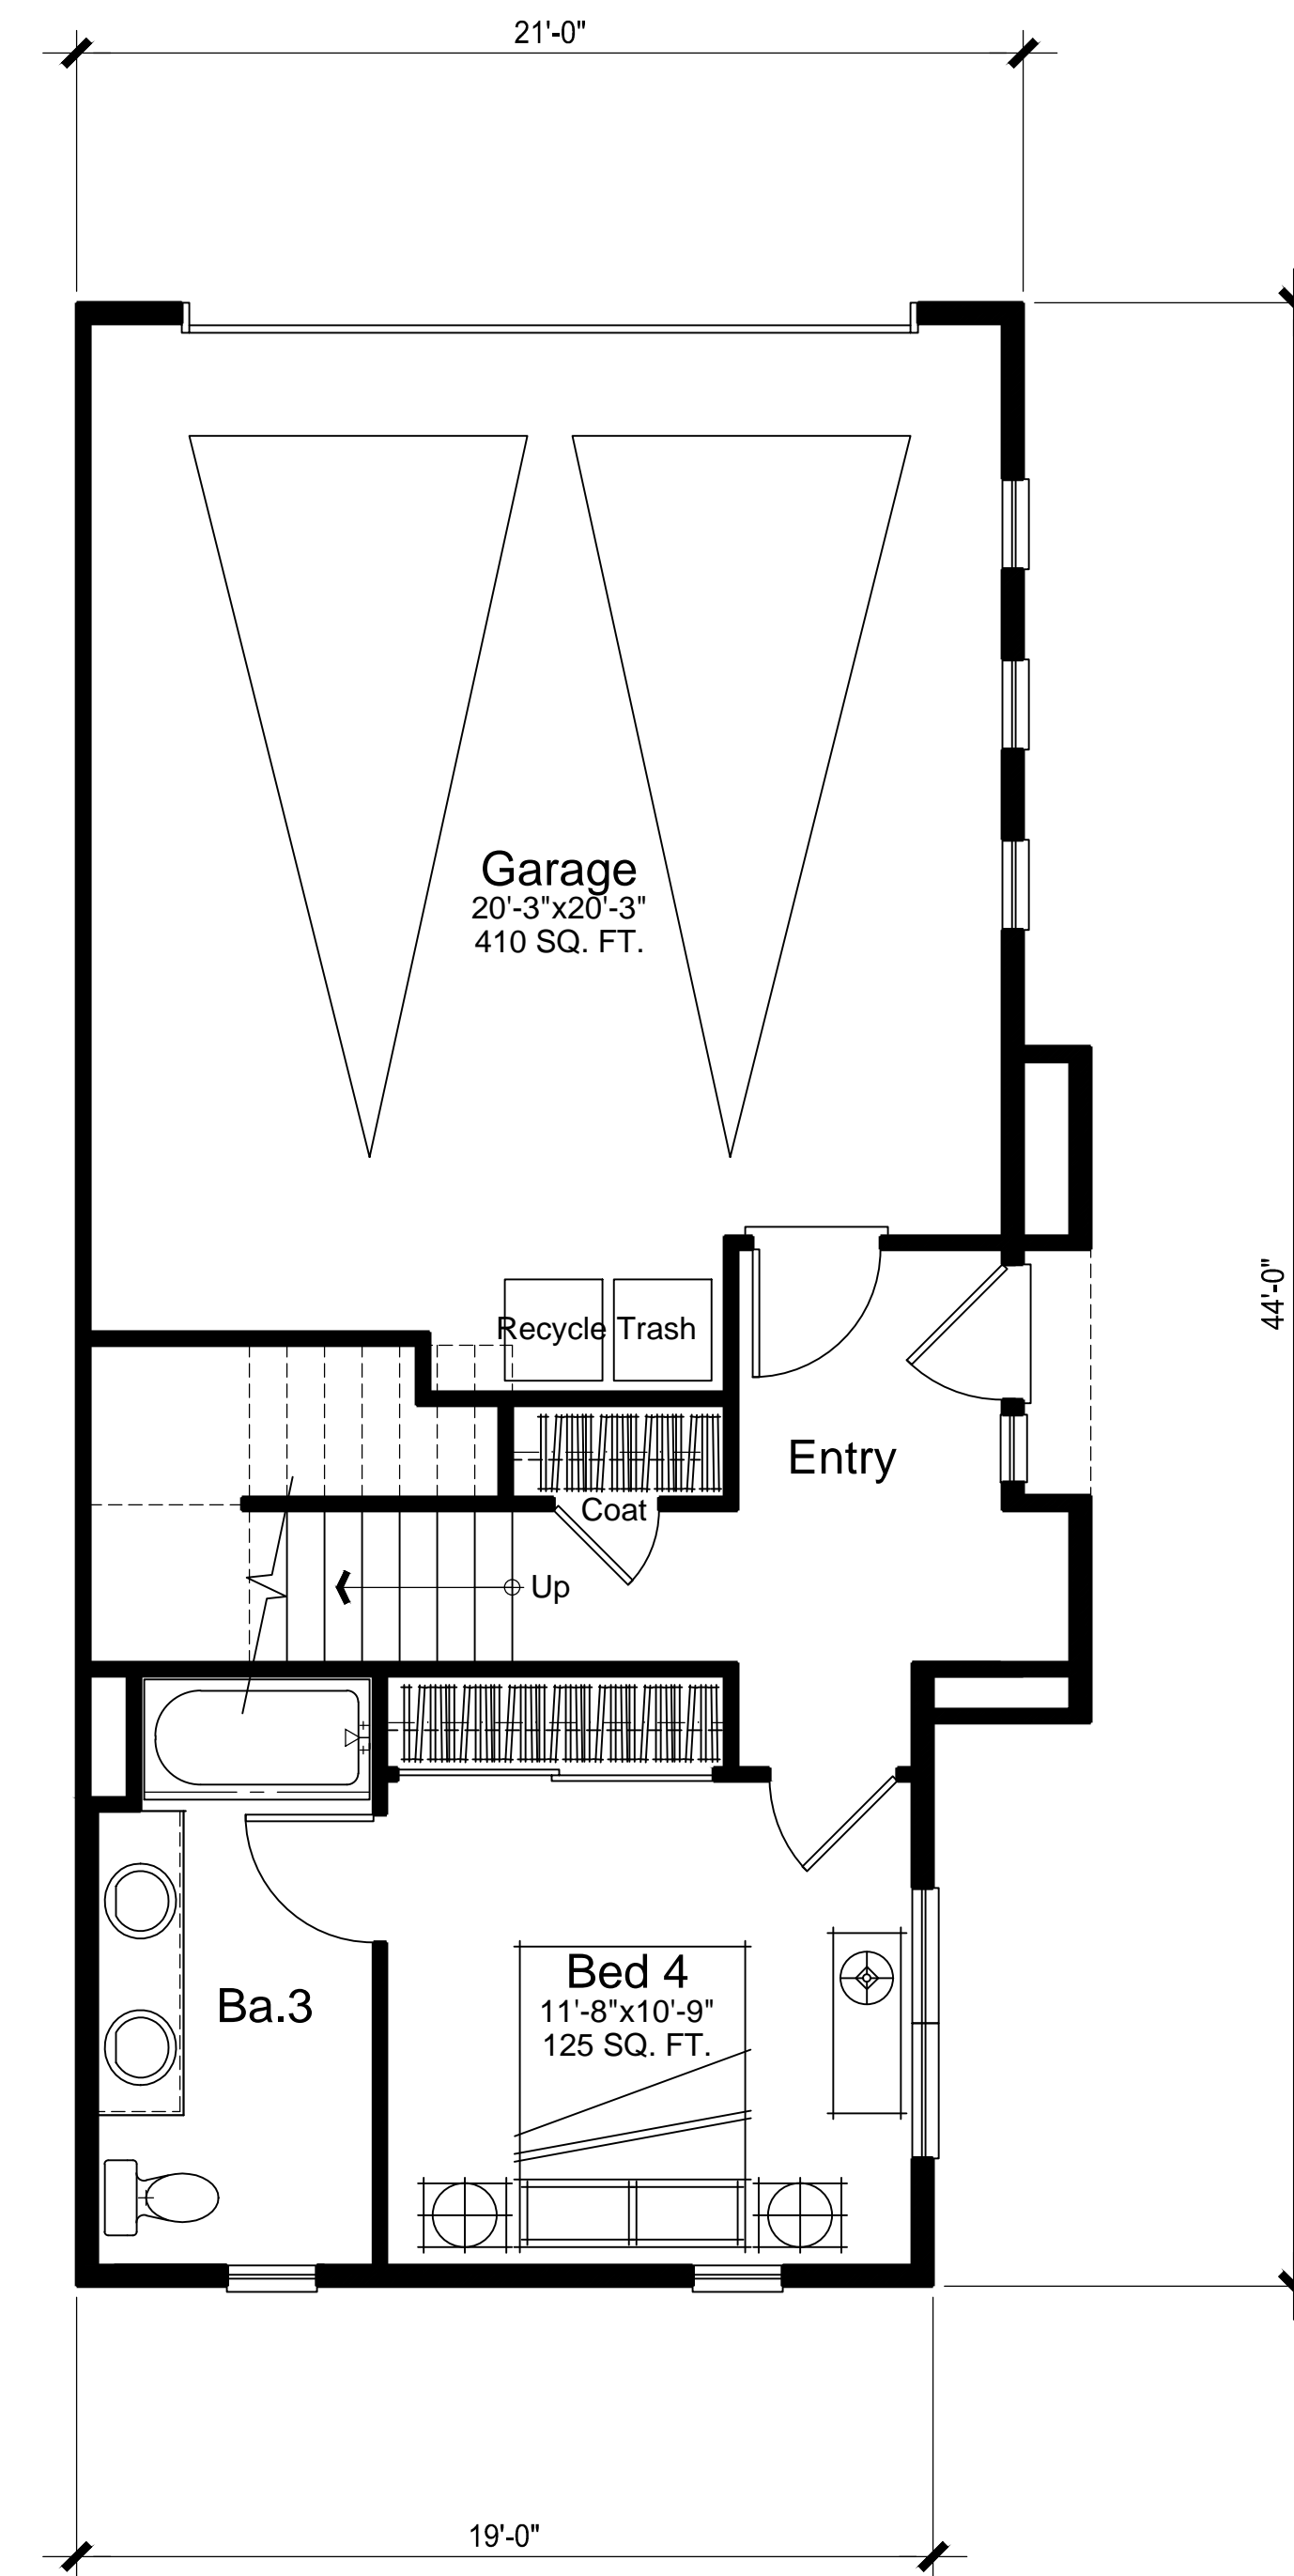 21'-0"
Garage
20'-3"x20'-3"
410 SQ. FT.
44'-0"
Recycle Trash
Entry
Coat
Up
Bed 4
11'-8"x10'-9"
125 SQ. FT.
Ba.3
19'-0"